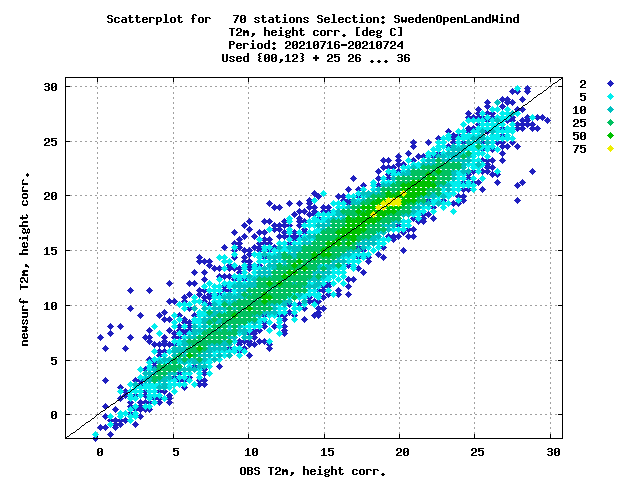 Scatterplot for 70 stations Selection: SwedenOpenLandWind
T2m, height corr. [deg C]
Period: 20210716-20210724
Used {00,12} + 25 26 ... 36
2
5
10
25
50
75
30
25
20
15
10
5
0
newsurf T2m, height corr.
0 5 10 15 20 25 30
OBS T2m, height corr.